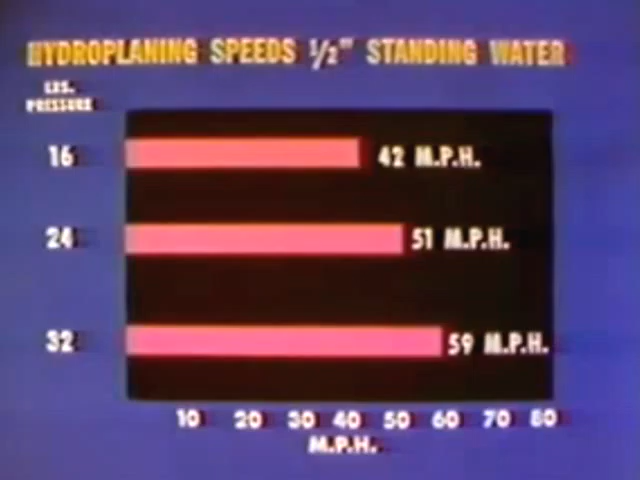 HYDROPLANING SPEEDS 1/2" STANDING WATER
LBS.
PRESSURE
16 42 M.P.H.
24 51 M.P.H.
32 59 M.P.H.
10 20 30 40 50 60 70 80
M.P.H.